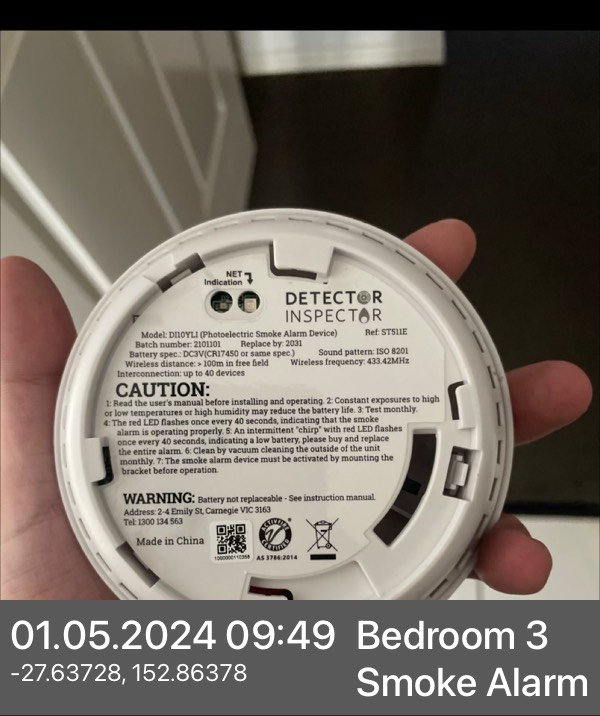 NET
Indication
DETECTOR
INSPECTOR
Model: DI10YLI (Photoelectric Smoke Alarm Device) Ref: ST511E
Batch number: 2101101 Replace by: 2031
Battery spec.: DC3V(CR17450 or same spec.) Sound pattern: ISO 8201
Wireless distance: > 100m in free field Wireless frequency: 433.42MHz
Interconnection: up to 40 devices
CAUTION:
1: Read the user's manual before installing and operating. 2: Constant exposures to high
or low temperatures or high humidity may reduce the battery life. 3: Test monthly.
4: The red LED flashes once every 40 seconds, indicating that the smoke
alarm is operating properly. 5: An intermittent "chirp" with red LED flashes
once every 40 seconds, indicating a low battery, please buy and replace
the entire alarm. 6: Clean by vacuum cleaning the outside of the unit
monthly. 7: The smoke alarm device must be activated by mounting the
bracket before operation.
WARNING: Battery not replaceable - See instruction manual.
Address: 2-4 Emily St, Carnegie VIC 3163
Tel: 1300 134 563
Made in China
ACTIVFIRE
CERTIFIED
AS 3786:2014
01.05.2024 09:49
-27.63728, 152.86378
Bedroom 3
Smoke Alarm